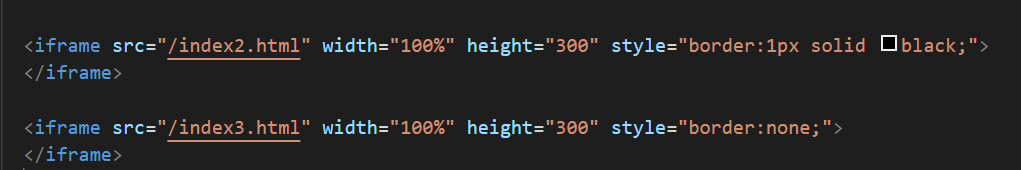 <iframe src="/index2.html" width="100%" height="300" style="border:1px solid black;">
</iframe>
<iframe src="/index3.html" width="100%" height="300" style="border:none;">
</iframe>